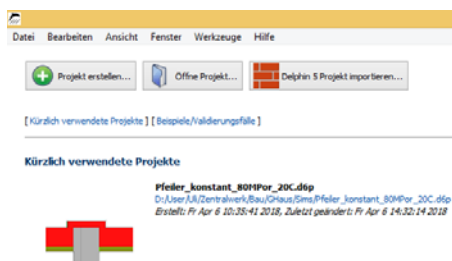 Datei Bearbeiten Ansicht Fenster Werkzeuge Hilfe
Projekt erstellen... Öffne Projekt... Delphin 5 Projekt importieren...
[ Kürzlich verwendete Projekte ] [ Beispiele/Validierungsfälle ]
Kürzlich verwendete Projekte
Pfeiler_konstant_80MPor_20C.d6p
D:/User/Uli/Zentralwerk/Bau/GHaus/Sims/Pfeiler_konstant_80MPor_20C.d6p
Erstellt: Fr Apr 6 10:35:41 2018, Zuletzt geändert: Fr Apr 6 14:32:14 2018